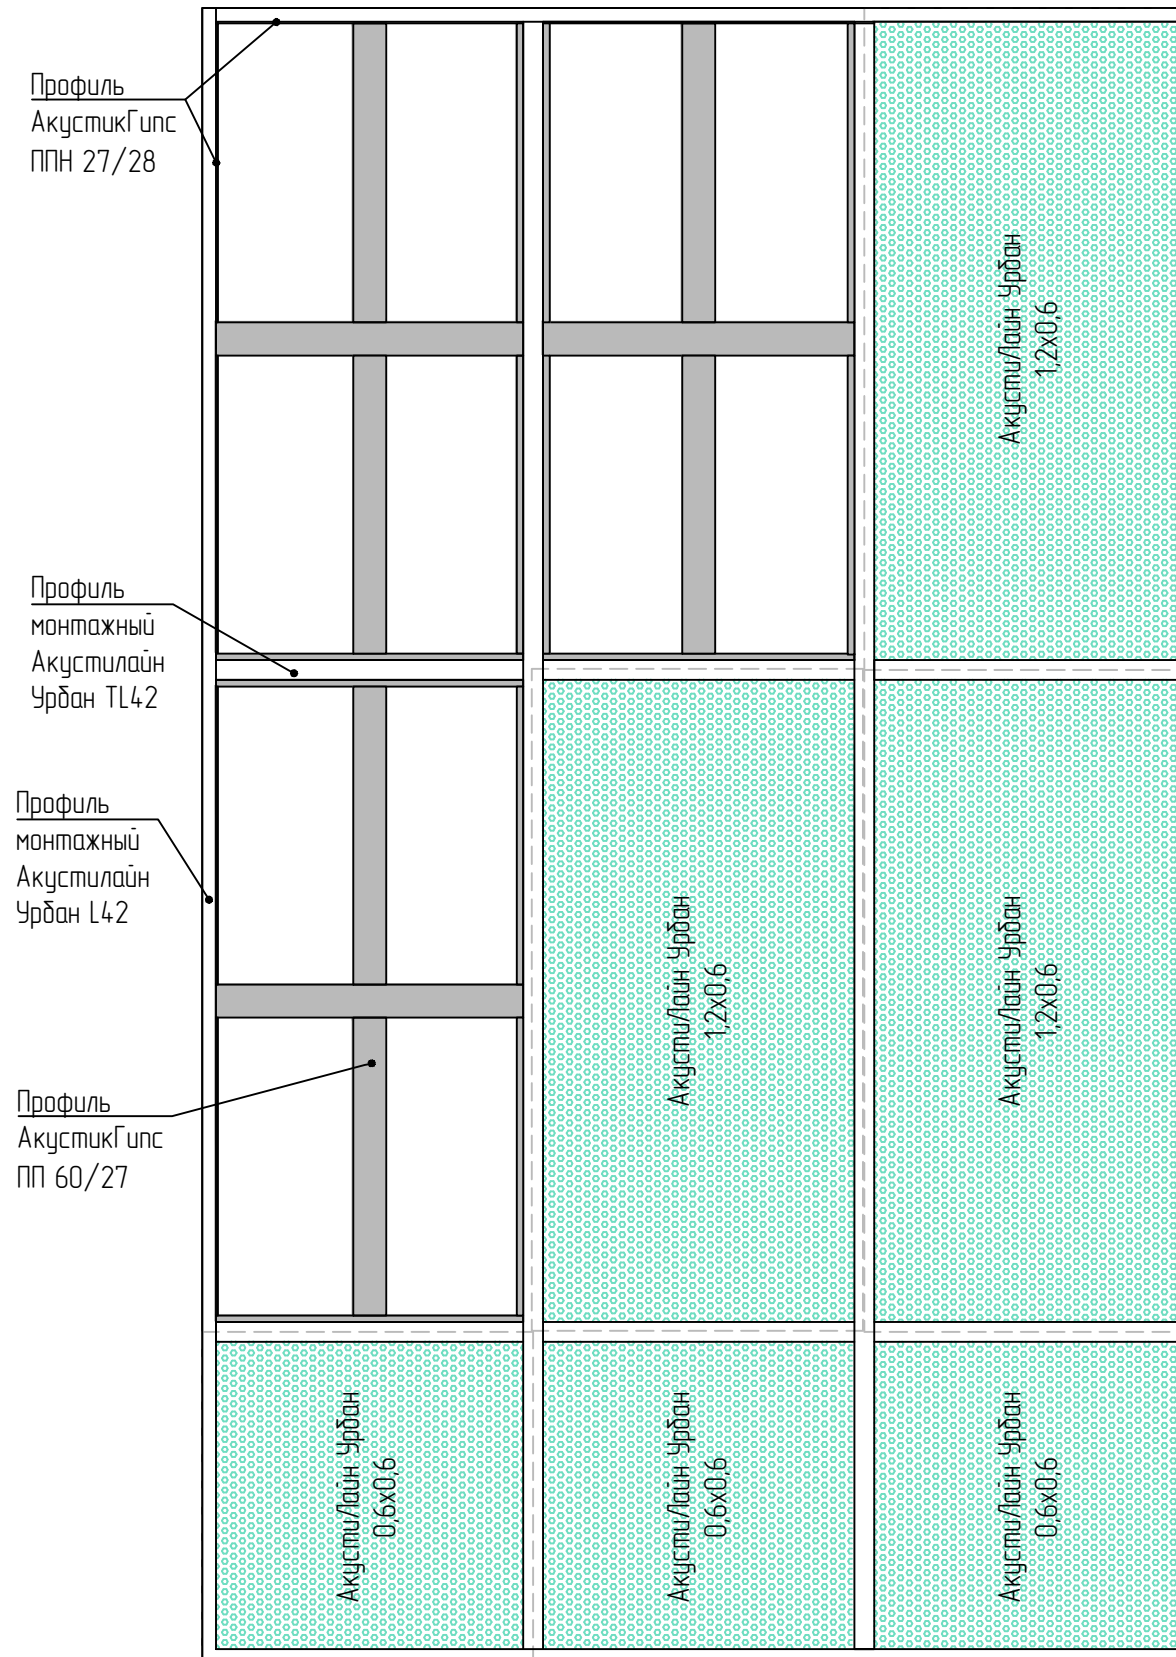 Профиль
АкустикГипс
ППН 27/28
АкустиЛайн Урбан
1,2х0,6
Профиль
монтажный
Акустилайн
Урбан TL42
Профиль
монтажный
Акустилайн
Урбан L42
АкустиЛайн Урбан
1,2х0,6
АкустиЛайн Урбан
1,2х0,6
Профиль
АкустикГипс
ПП 60/27
АкустиЛайн Урбан
0,6х0,6
АкустиЛайн Урбан
0,6х0,6
АкустиЛайн Урбан
0,6х0,6